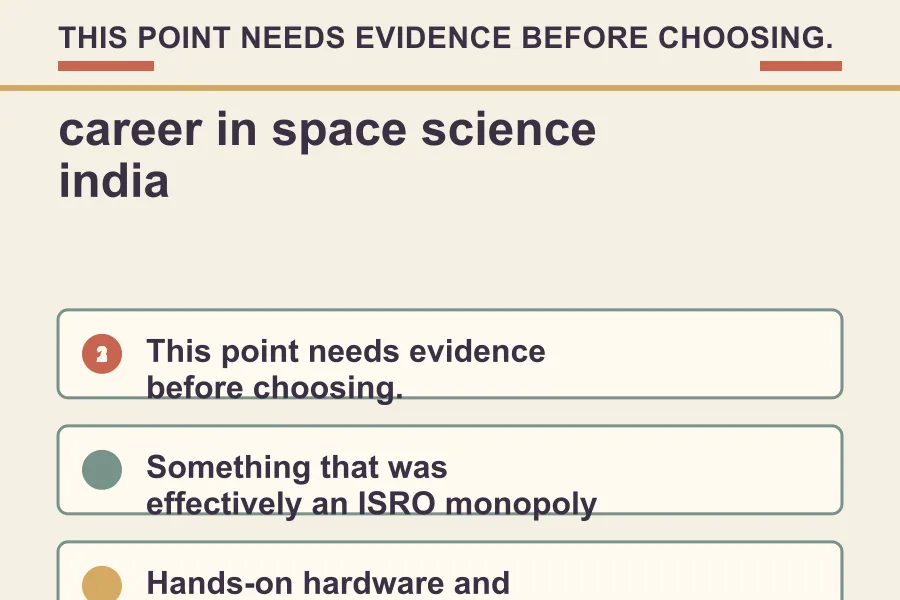 THIS POINT NEEDS EVIDENCE BEFORE CHOOSING.
career in space science
india
This point needs evidence
before choosing.
Something that was
effectively an ISRO monopoly
Hands-on hardware and